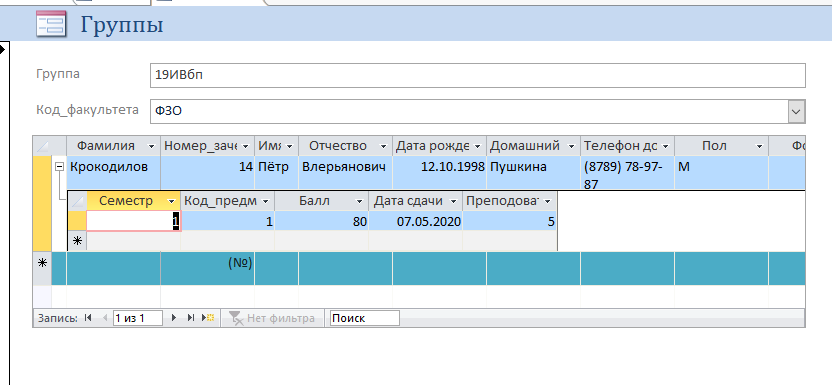 Группы
Группа 19ИВбп
Код_факультета ФЗО
Фамилия Номер_заче Имя Отчество Дата рожде Домашний Телефон дс Пол Фо
Крокодилов 14 Пётр Влерьянович 12.10.1998 Пушкина (8789) 78-97-
87 М
Семестр Код_предм Балл Дата сдачи Преподоват
1 1 80 07.05.2020 5
(№)
Запись: 1 из 1 Нет фильтра Поиск